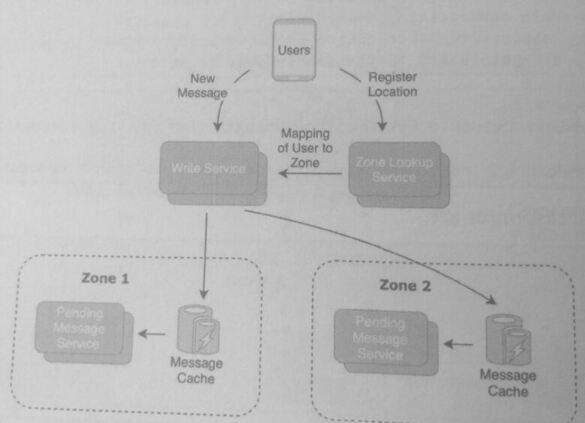 Users
New
Message
Register
Location
Mapping
of User to
Zone
Write Service
Zone Lookup
Service
Zone 1
Pending
Message
Service
Message
Cache
Zone 2
Pending
Message
Service
Message
Cache